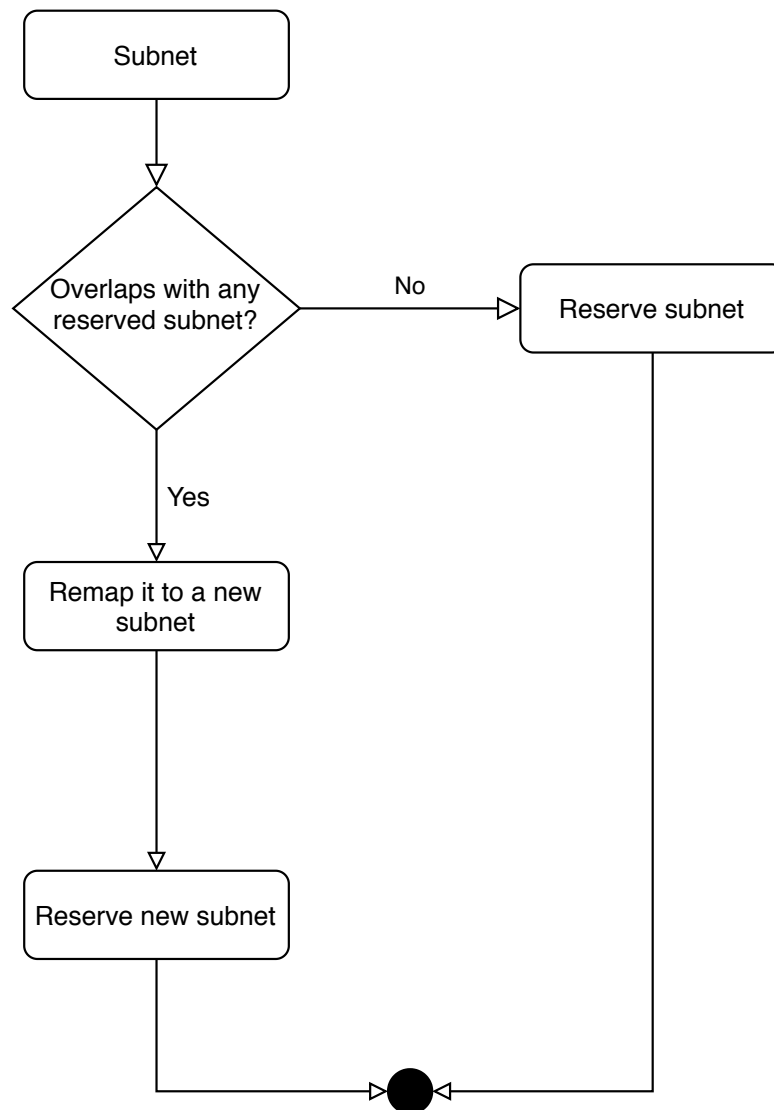 Subnet
Overlaps with any
reserved subnet?
No
Reserve subnet
Yes
Remap it to a new
subnet
Reserve new subnet